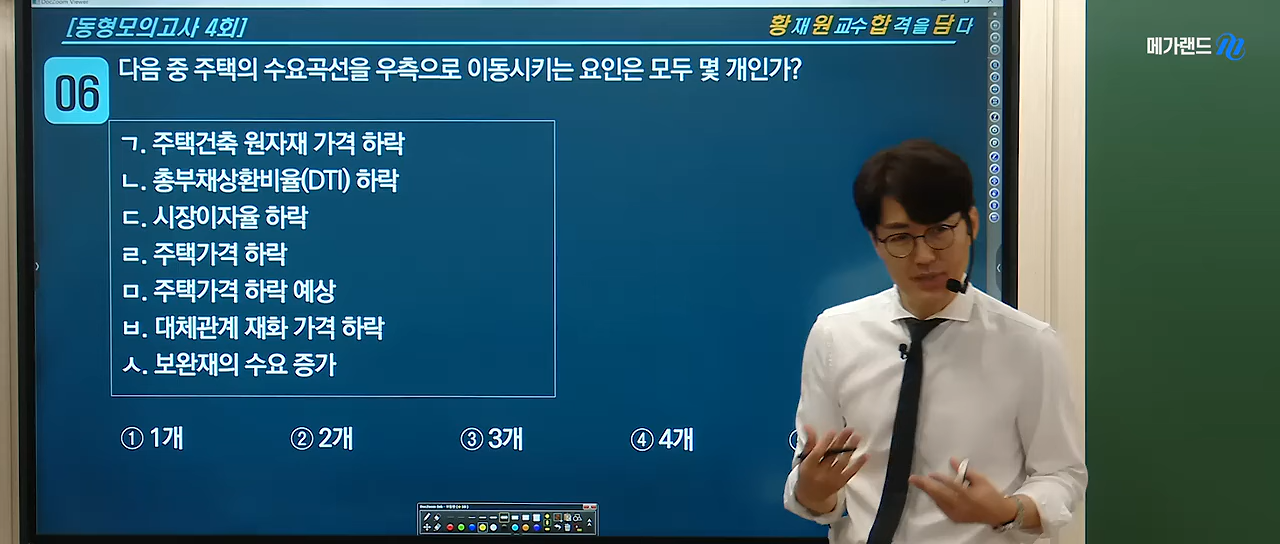 DocZoom_Viewer
[동형모의고사 4회]
황재원교수합격을담다
메가랜드
06
다음 중 주택의 수요곡선을 우측으로 이동시키는 요인은 모두 몇 개인가?
ㄱ. 주택건축 원자재 가격 하락
ㄴ. 총부채상환비율(DTI) 하락
ㄷ. 시장이자율 하락
ㄹ. 주택가격 하락
ㅁ. 주택가격 하락 예상
ㅂ. 대체관계 재화 가격 하락
ㅅ. 보완재의 수요 증가
① 1개 ② 2개 ③ 3개 ④ 4개